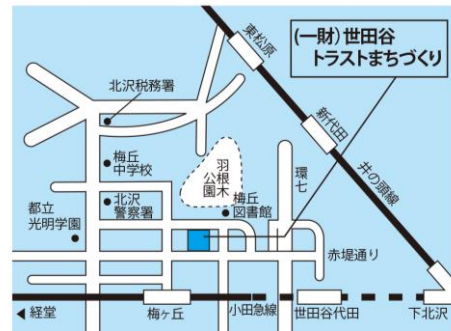 (一財)世田谷
トラストまちづくり
東松原
新代田
井の頭線
北沢税務署
梅丘
中学校
羽根木
公園
環七
北沢
警察署
梅丘
図書館
都立
光明学園
赤堤通り
経堂
梅ヶ丘
小田急線
世田谷代田
下北沢